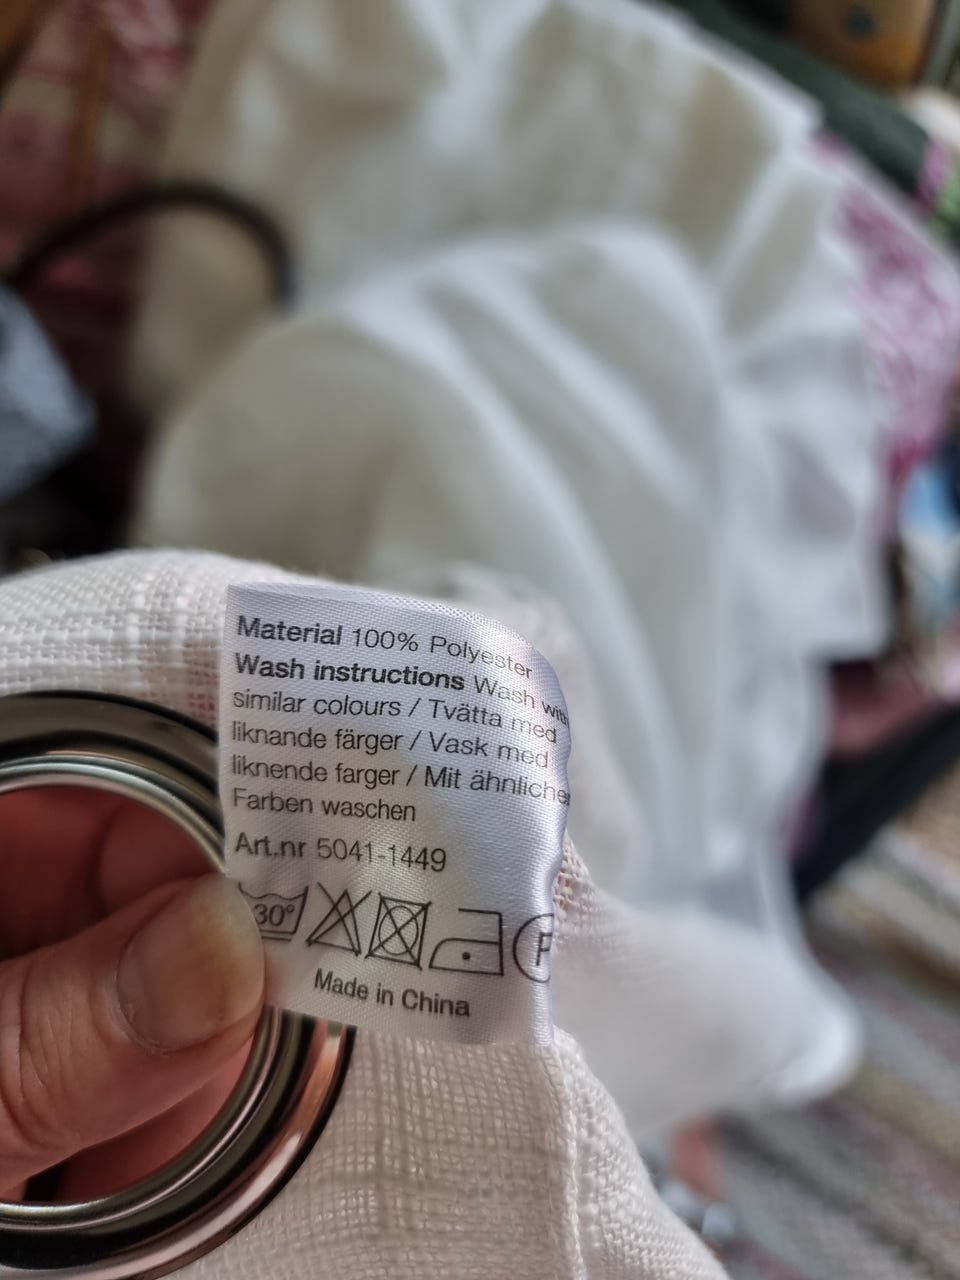 Material 100% Polyester
Wash instructions Wash with
similar colours / Tvätta med
liknande färger / Vask med
liknende farger / Mit ähnlichen
Farben waschen
Art.nr 5041-1449
30° P
Made in China